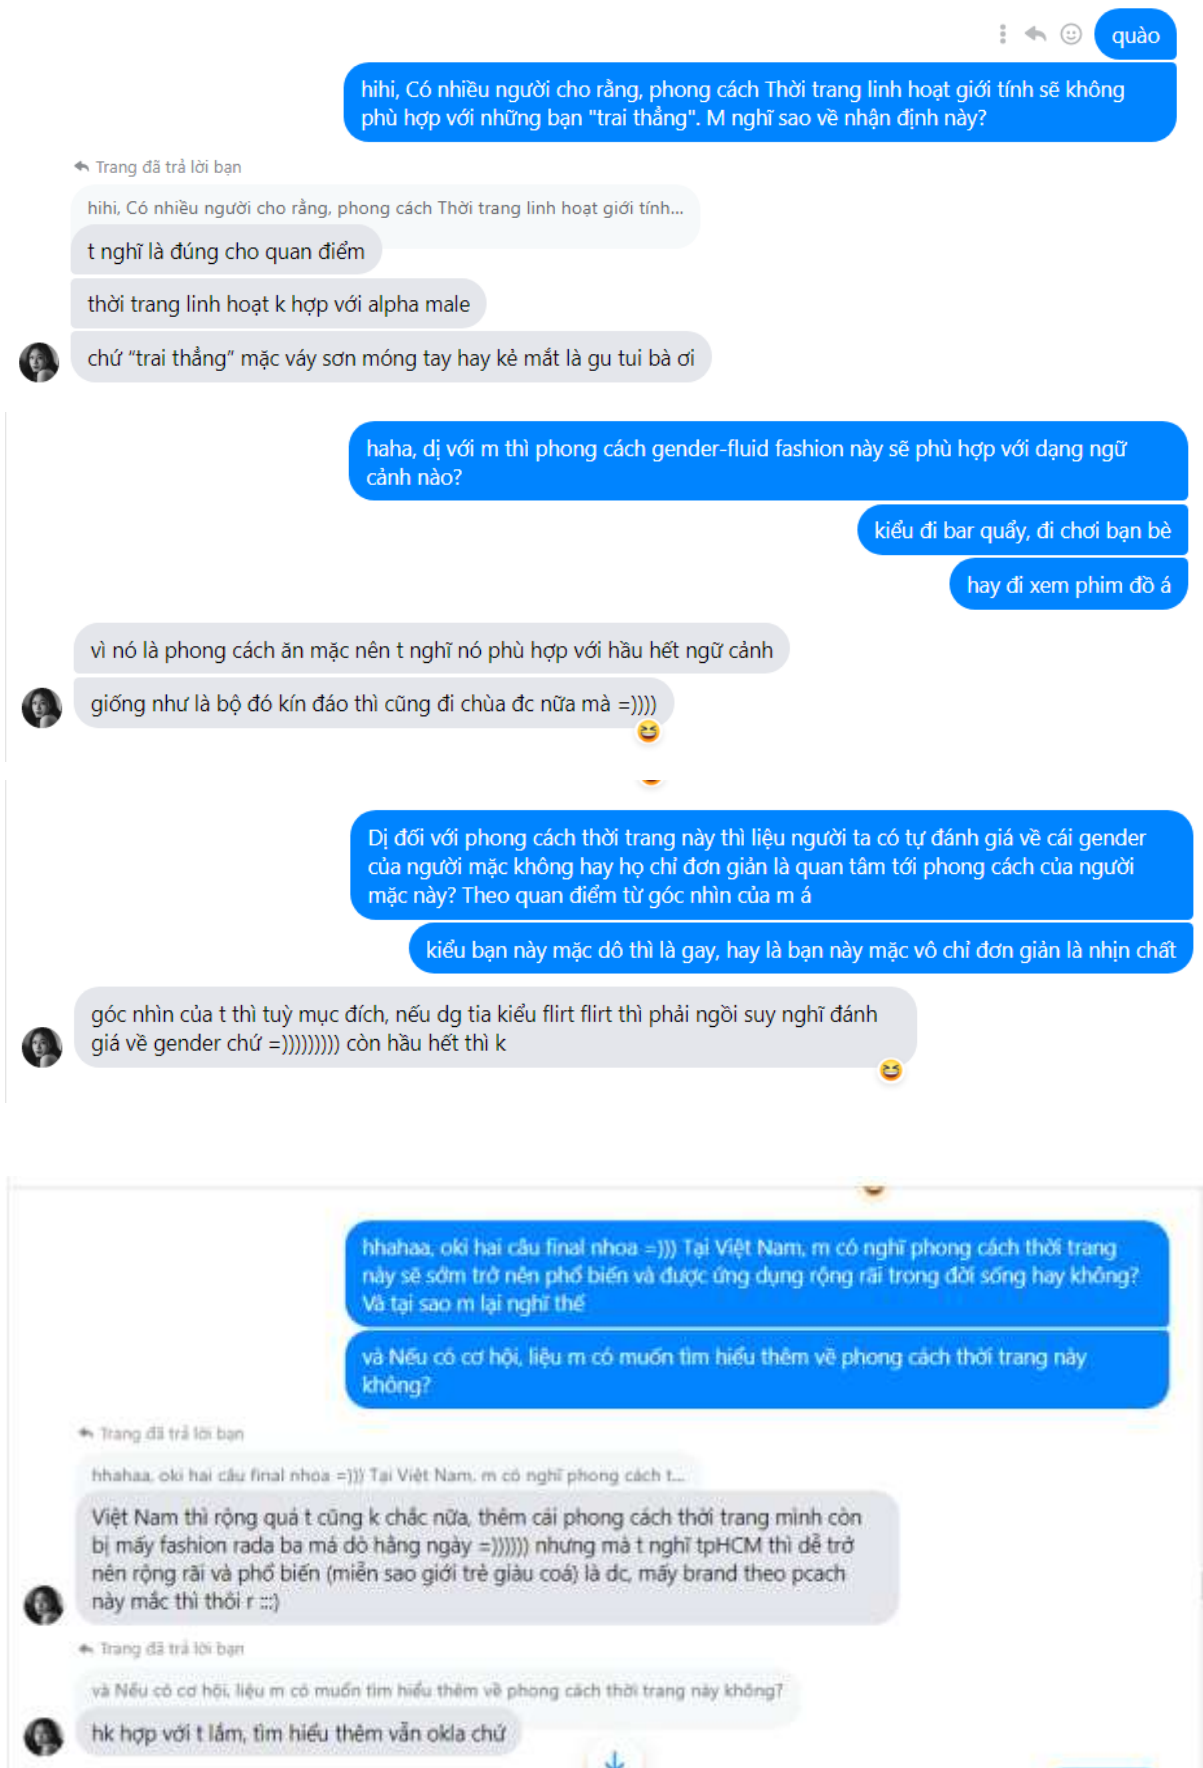 quào
hihi, Có nhiều người cho rằng, phong cách Thời trang linh hoạt giới tính sẽ không
phù hợp với những bạn "trai thẳng". M nghĩ sao về nhận định này?
Trang đã trả lời bạn
hihi, Có nhiều người cho rằng, phong cách Thời trang linh hoạt giới tính...
t nghĩ là đúng cho quan điểm
thời trang linh hoạt k hợp với alpha male
chứ “trai thẳng” mặc váy sơn móng tay hay kẻ mắt là gu tui bà ơi
haha, dị với m thì phong cách gender-fluid fashion này sẽ phù hợp với dạng ngữ
cảnh nào?
kiểu đi bar quẩy, đi chơi bạn bè
hay đi xem phim đồ á
vì nó là phong cách ăn mặc nên t nghĩ nó phù hợp với hầu hết ngữ cảnh
giống như là bộ đó kín đáo thì cũng đi chùa đc nữa mà =))))
Dị đối với phong cách thời trang này thì liệu người ta có tự đánh giá về cái gender
của người mặc không hay họ chỉ đơn giản là quan tâm tới phong cách của người
mặc này? Theo quan điểm từ góc nhìn của m á
kiểu bạn này mặc dô thì là gay, hay là bạn này mặc vô chỉ đơn giản là nhịn chất
góc nhìn của t thì tuỳ mục đích, nếu dg tia kiểu flirt flirt thì phải ngồi suy nghĩ đánh
giá về gender chứ =))))))))) còn hầu hết thì k
hhahaa, oki hai câu final nhoa =))) Tại Việt Nam, m có nghĩ phong cách thời trang
này sẽ sớm trở nên phổ biến và được ứng dụng rộng rãi trong đời sống hay không?
Và tại sao m lại nghĩ thế
và Nếu có cơ hội, liệu m có muốn tìm hiểu thêm về phong cách thời trang này
không?
Trang đã trả lời bạn
hhahaa, oki hai câu final nhoa =))) Tại Việt Nam, m có nghĩ phong cách t...
Việt Nam thì rộng quá t cũng k chắc nữa, thêm cái phong cách thời trang mình còn
bị mấy fashion rada ba má dò hằng ngày =)))))) nhưng mà t nghĩ tpHCM thì dễ trở
nên rộng rãi và phổ biến (miễn sao giới trẻ giàu coá) là dc, mấy brand theo pcach
này mắc thì thôi r :::)
Trang đã trả lời bạn
và Nếu có cơ hội, liệu m có muốn tìm hiểu thêm về phong cách thời trang này không?
hk hợp với t lắm, tìm hiểu thêm vẫn okla chứ